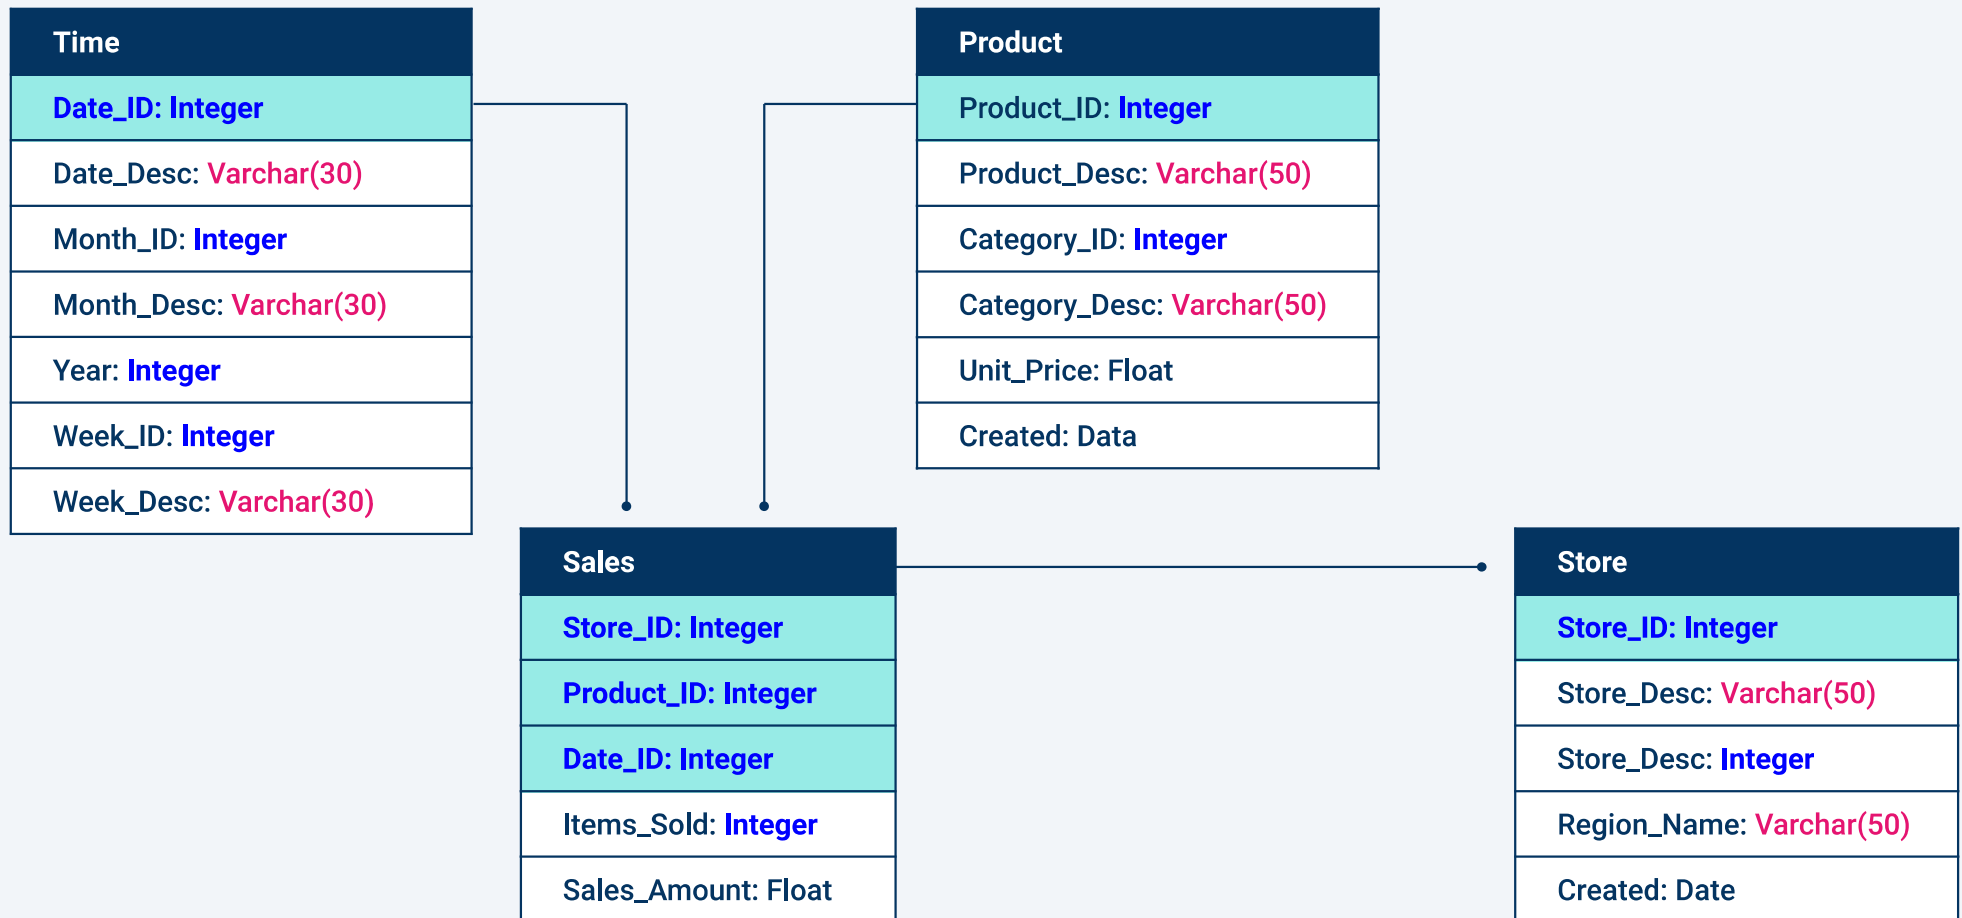 Time
Date_ID: Integer
Date_Desc: Varchar(30)
Month_ID: Integer
Month_Desc: Varchar(30)
Year: Integer
Week_ID: Integer
Week_Desc: Varchar(30)
Product
Product_ID: Integer
Product_Desc: Varchar(50)
Category_ID: Integer
Category_Desc: Varchar(50)
Unit_Price: Float
Created: Data
Sales
Store_ID: Integer
Product_ID: Integer
Date_ID: Integer
Items_Sold: Integer
Sales_Amount: Float
Store
Store_ID: Integer
Store_Desc: Varchar(50)
Store_Desc: Integer
Region_Name: Varchar(50)
Created: Date